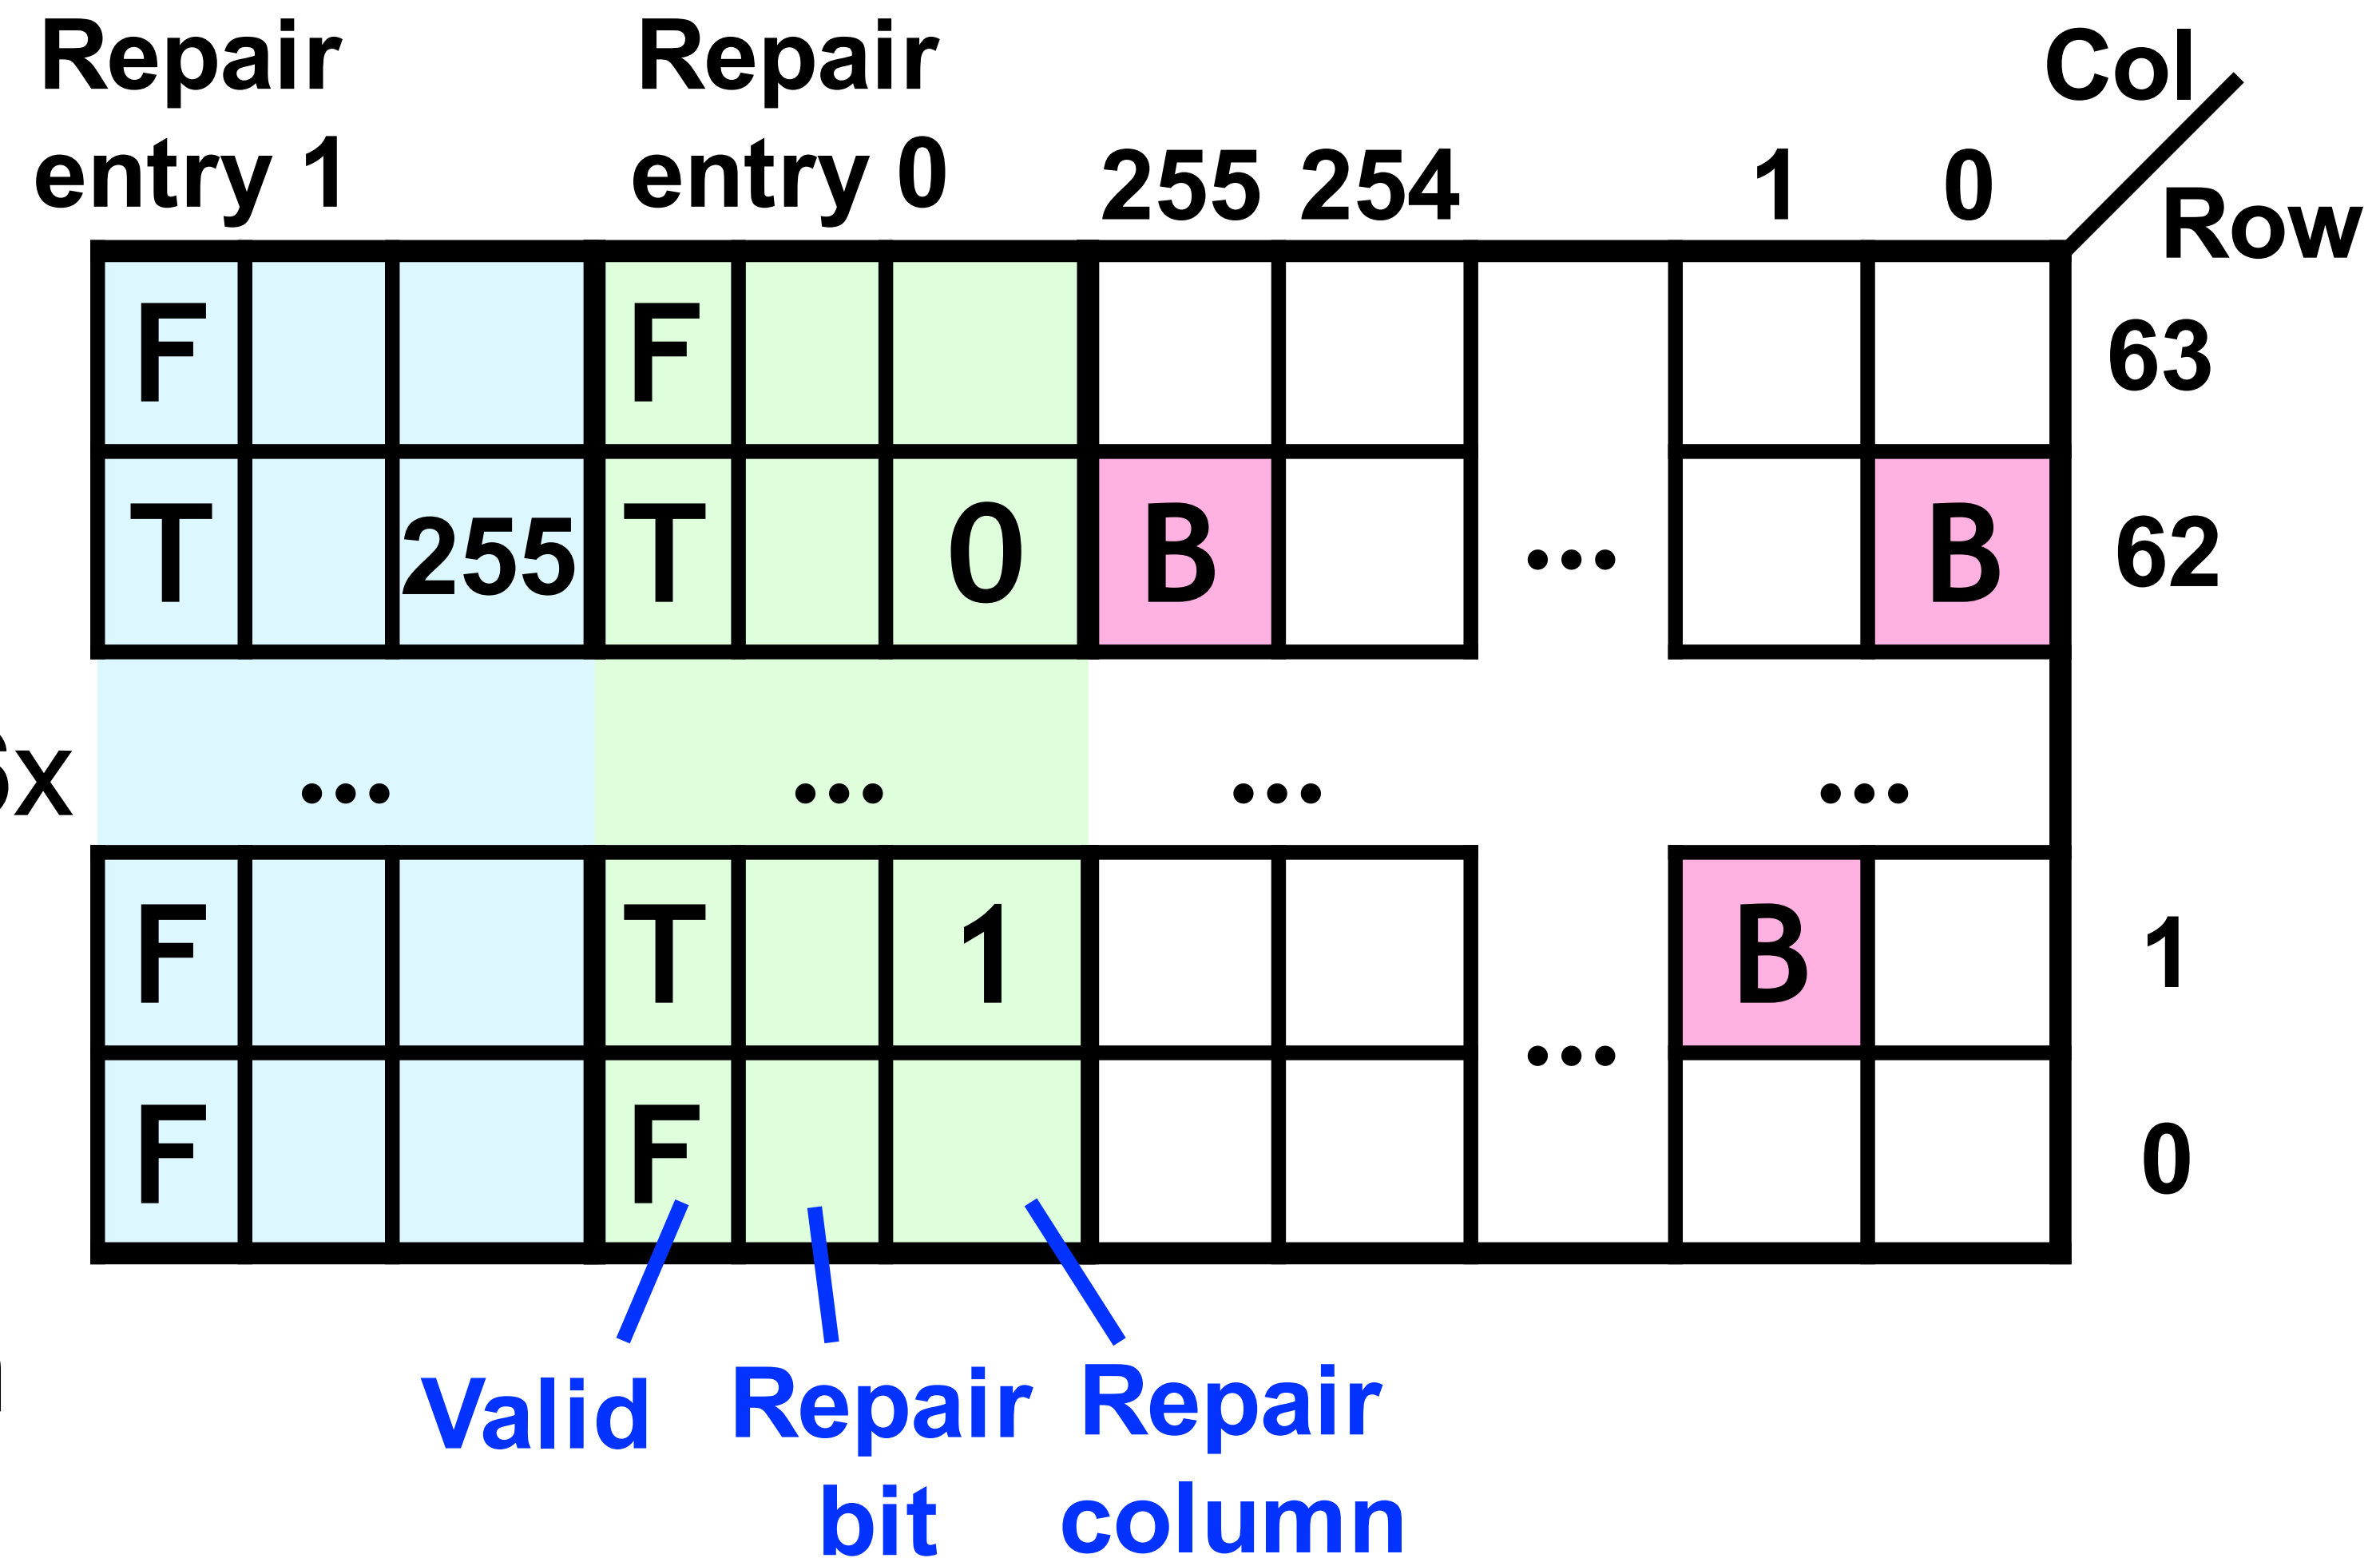 Repair Repair Col
entry 1 entry 0 255 254 1 0 Row
F F 63
T 255 T 0 B ... B 62
... ... ... ...
F T 1 B 1
...
F F 0
Valid Repair Repair
bit column